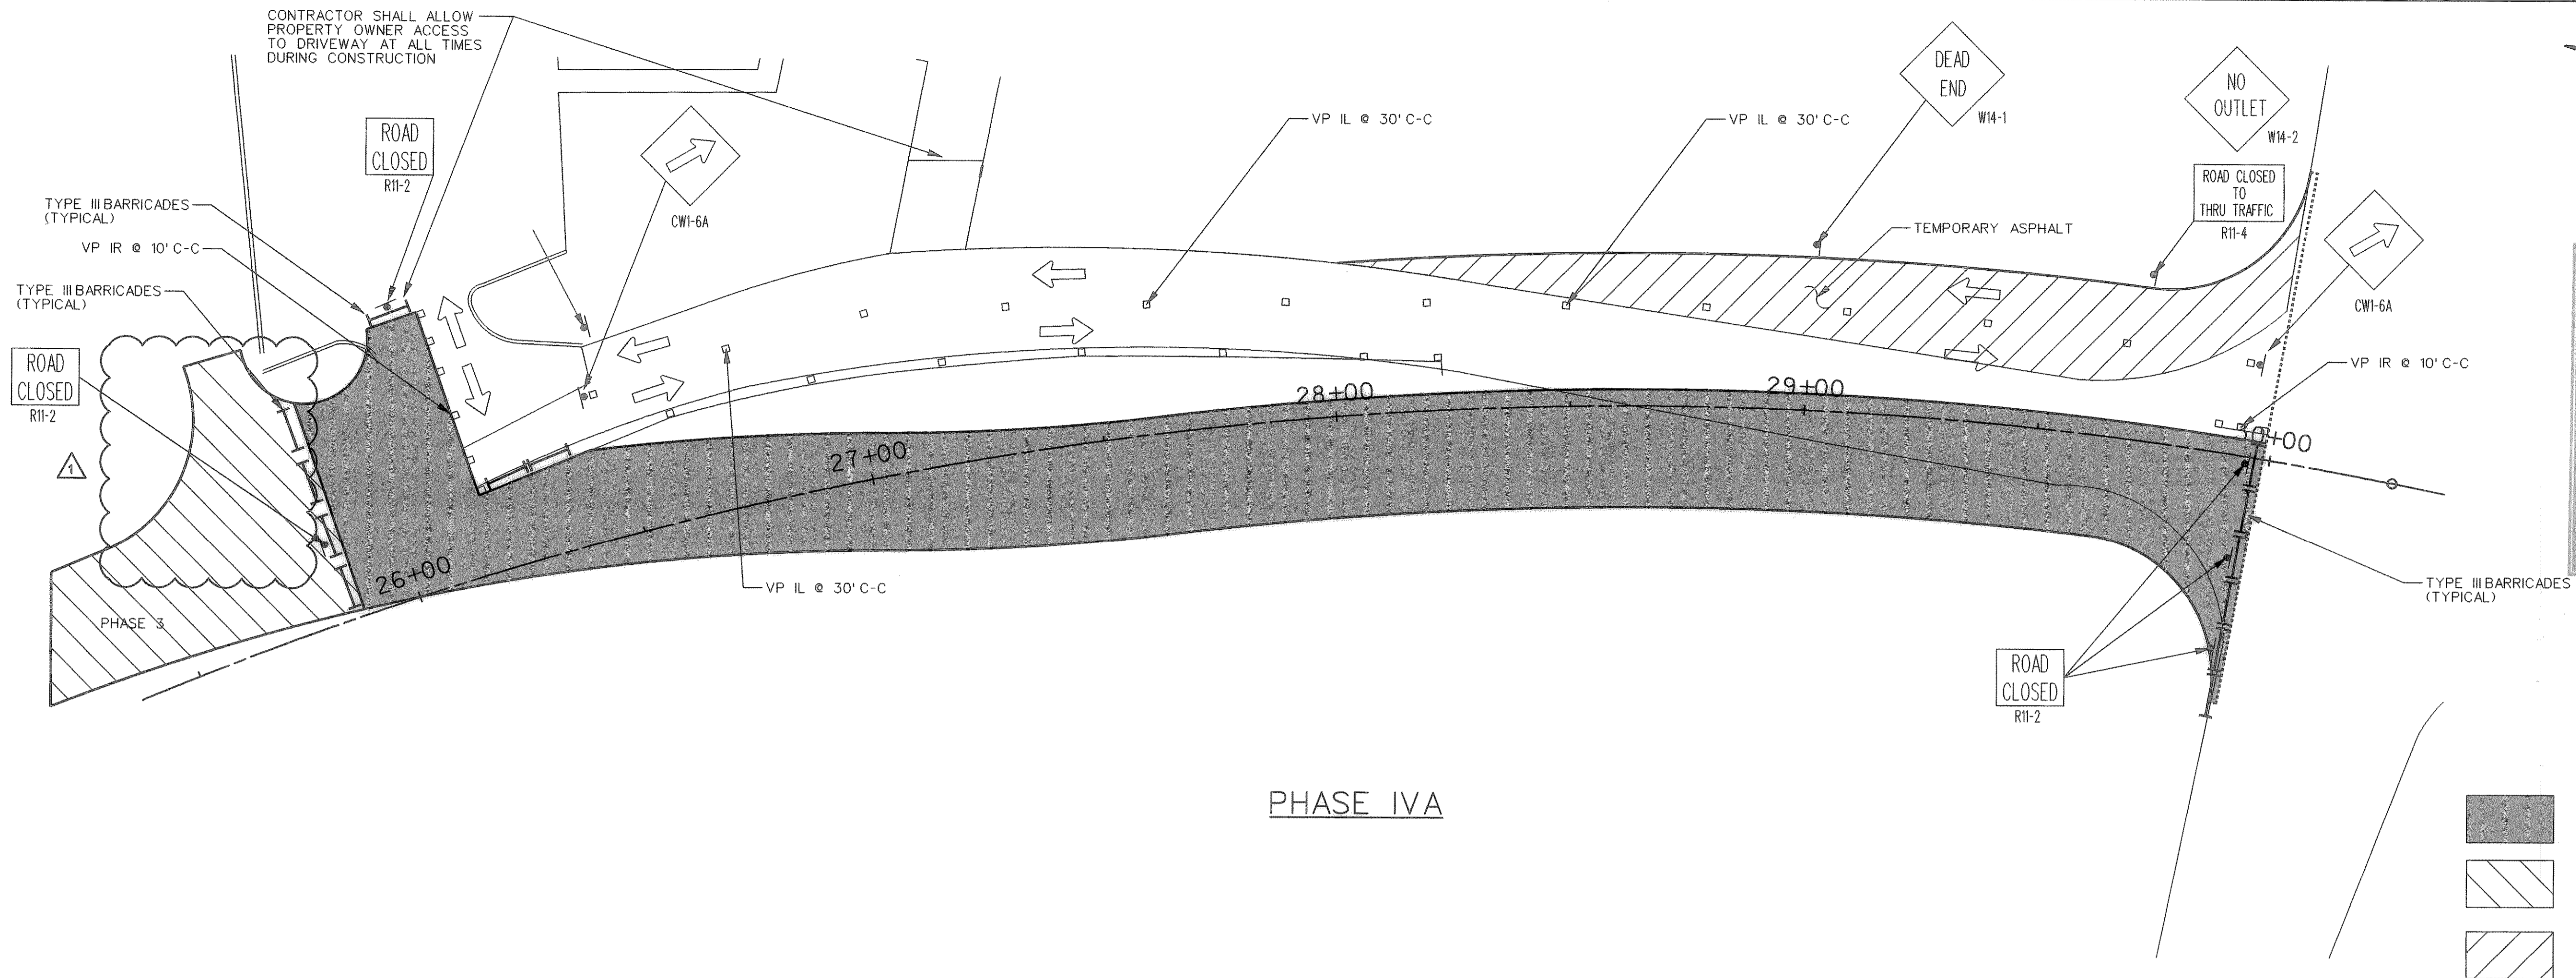 CONTRACTOR SHALL ALLOW
PROPERTY OWNER ACCESS
TO DRIVEWAY AT ALL TIMES
DURING CONSTRUCTION
ROAD
CLOSED
R11-2
CW1-6A
VP IL @ 30' C-C
VP IL @ 30' C-C
DEAD
END
W14-1
NO
OUTLET
W14-2
ROAD CLOSED
TO
THRU TRAFFIC
R11-4
TYPE III BARRICADES
(TYPICAL)
VP IR @ 10' C-C
TYPE III BARRICADES
(TYPICAL)
TEMPORARY ASPHALT
CW1-6A
ROAD
CLOSED
R11-2
1
VP IR @ 10' C-C
26+00
27+00
28+00
29+00
+00
VP IL @ 30' C-C
PHASE 3
TYPE III BARRICADES
(TYPICAL)
ROAD
CLOSED
R11-2
PHASE IVA